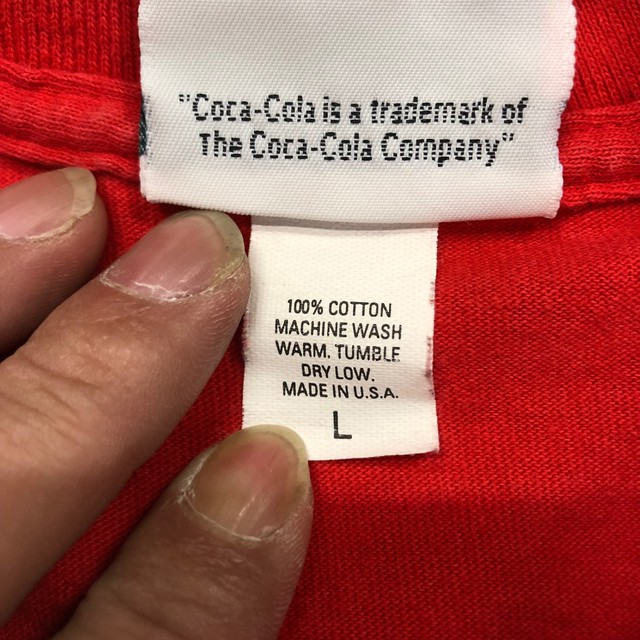 "Coca-Cola is a trademark of
The Coca-Cola Company"
100% COTTON
MACHINE WASH
WARM. TUMBLE
DRY LOW.
MADE IN U.S.A.
L